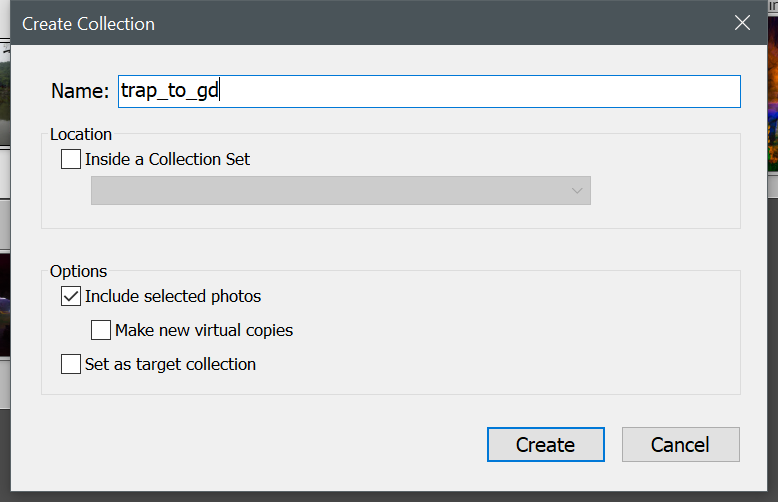 Create Collection
Name: trap_to_gd
Location
Inside a Collection Set
Options
Include selected photos
Make new virtual copies
Set as target collection
Create Cancel